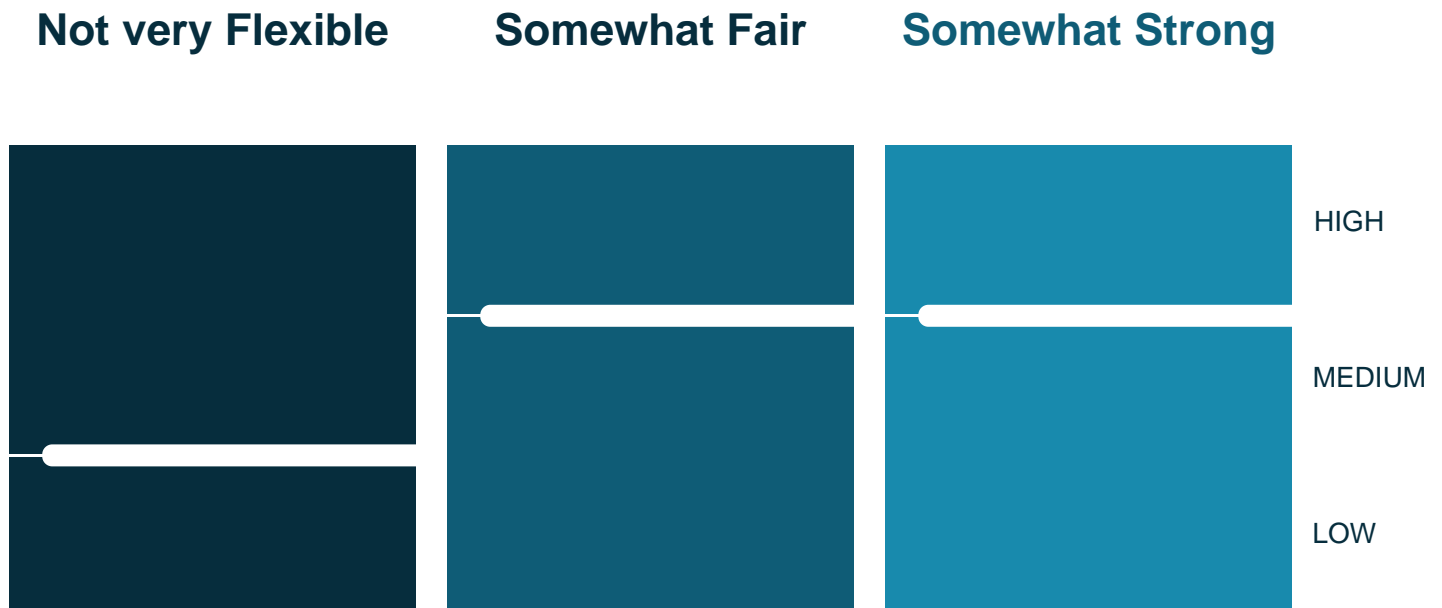 Not very Flexible
Somewhat Fair
Somewhat Strong
HIGH
MEDIUM
LOW